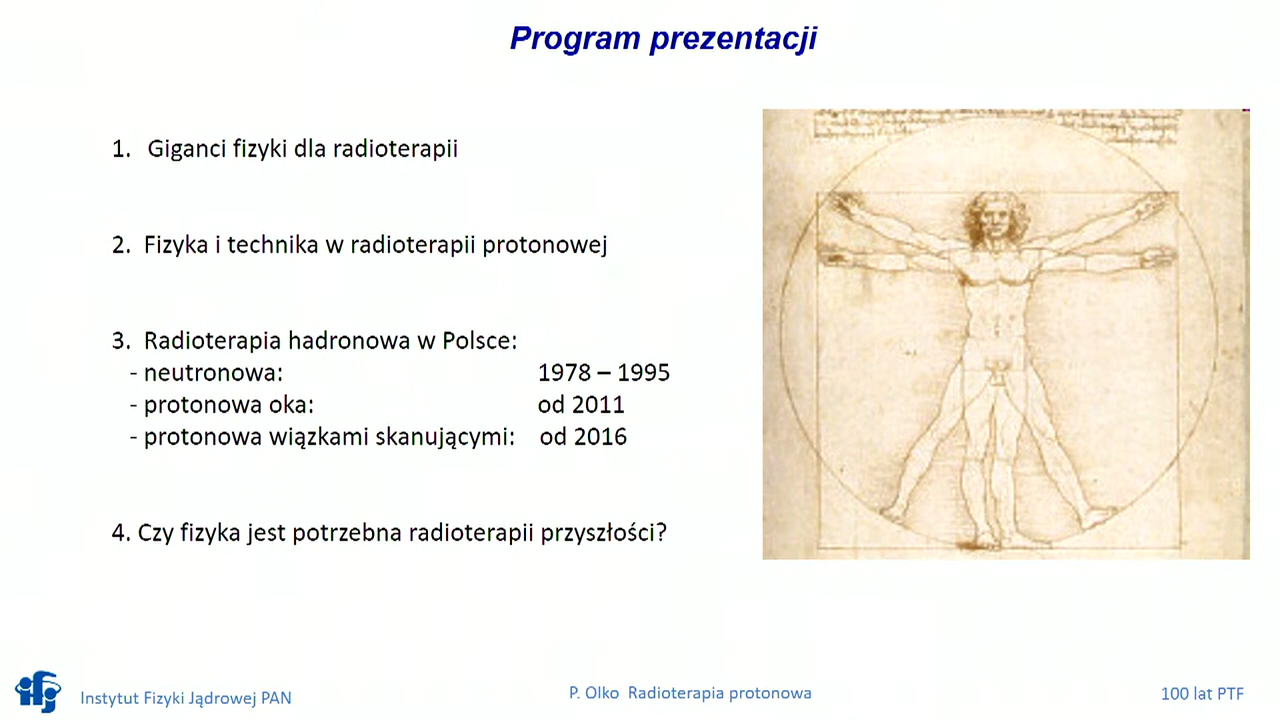 Program prezentacji
1. Giganci fizyki dla radioterapii
2. Fizyka i technika w radioterapii protonowej
3. Radioterapia hadronowa w Polsce:
- neutronowa: 1978 – 1995
- protonowa oka: od 2011
- protonowa wiązkami skanującymi: od 2016
4. Czy fizyka jest potrzebna radioterapii przyszłości?
Instytut Fizyki Jądrowej PAN
P. Olko Radioterapia protonowa
100 lat PTF